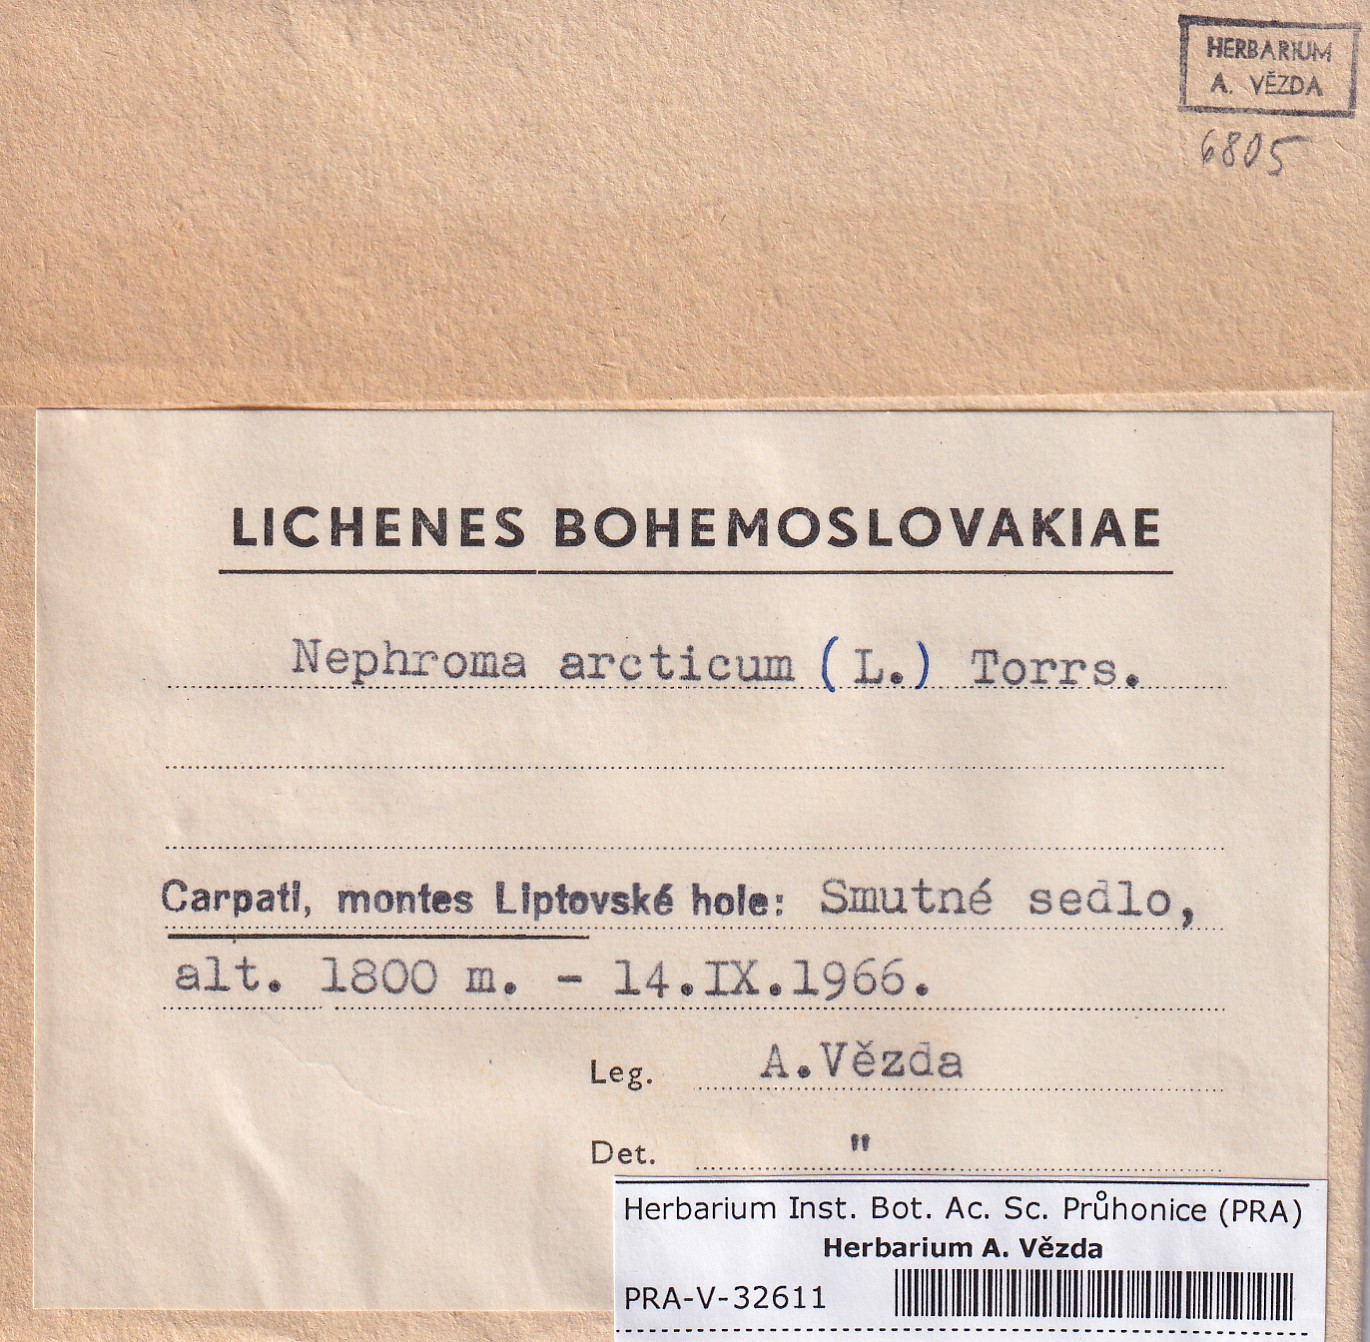 HERBARIUM
A. VĚZDA
6805
LICHENES BOHEMOSLOVAKIAE
Nephroma arcticum (L.) Torrs.
Carpati, montes Liptovské hole: Smutné sedlo,
alt. 1800 m. - 14.IX.1966.
Leg. A.Vězda
Det. "
Herbarium Inst. Bot. Ac. Sc. Průhonice (PRA)
Herbarium A. Vězda
PRA-V-32611